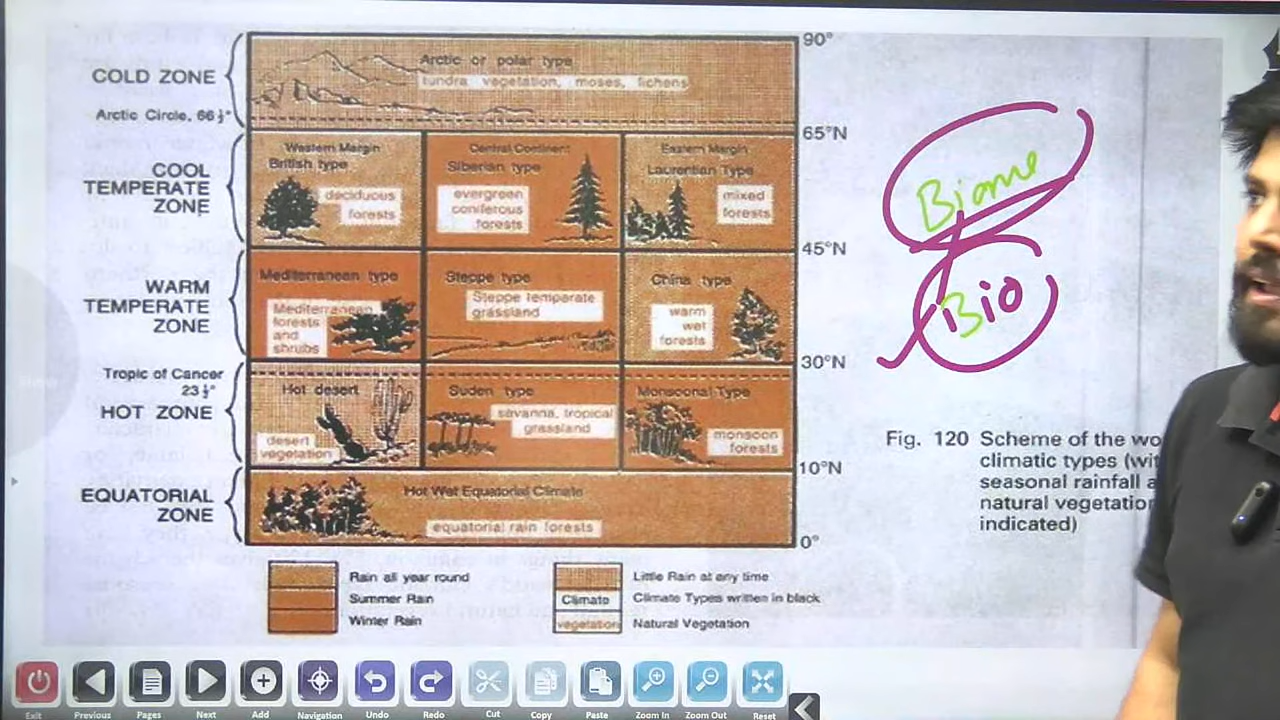 90°
COLD ZONE
Arctic or polar type
tundra vegetation, moses, lichens
Arctic Circle, 66½°
65°N
COOL
TEMPERATE
ZONE
Western Margin
British type
deciduous
forests
Central Continent
Siberian type
evergreen
coniferous
forests
Eastern Margin
Laurentian Type
mixed
forests
45°N
WARM
TEMPERATE
ZONE
Mediterranean type
Mediterranean
forests
and
shrubs
Steppe type
Steppe temparate
grassland
China type
warm
wet
forests
30°N
Tropic of Cancer
23½°
HOT ZONE
Hot desert
desert
vegetation
Suden type
savanna, tropical
grassland
Monsoonal Type
monsoon
forests
10°N
EQUATORIAL
ZONE
Hot Wet Equatorial Climate
equatorial rain forests
0°
Rain all year round
Summer Rain
Winter Rain
Little Rain at any time
Climate
Climate Types written in black
vegetation
Natural Vegetation
Biome
Bio
Fig. 120 Scheme of the wo
climatic types (wit
seasonal rainfall a
natural vegetation
indicated)
Exit
Previous
Pages
Next
Add
Navigation
Undo
Redo
Cut
Copy
Paste
Zoom In
Zoom Out
Reset